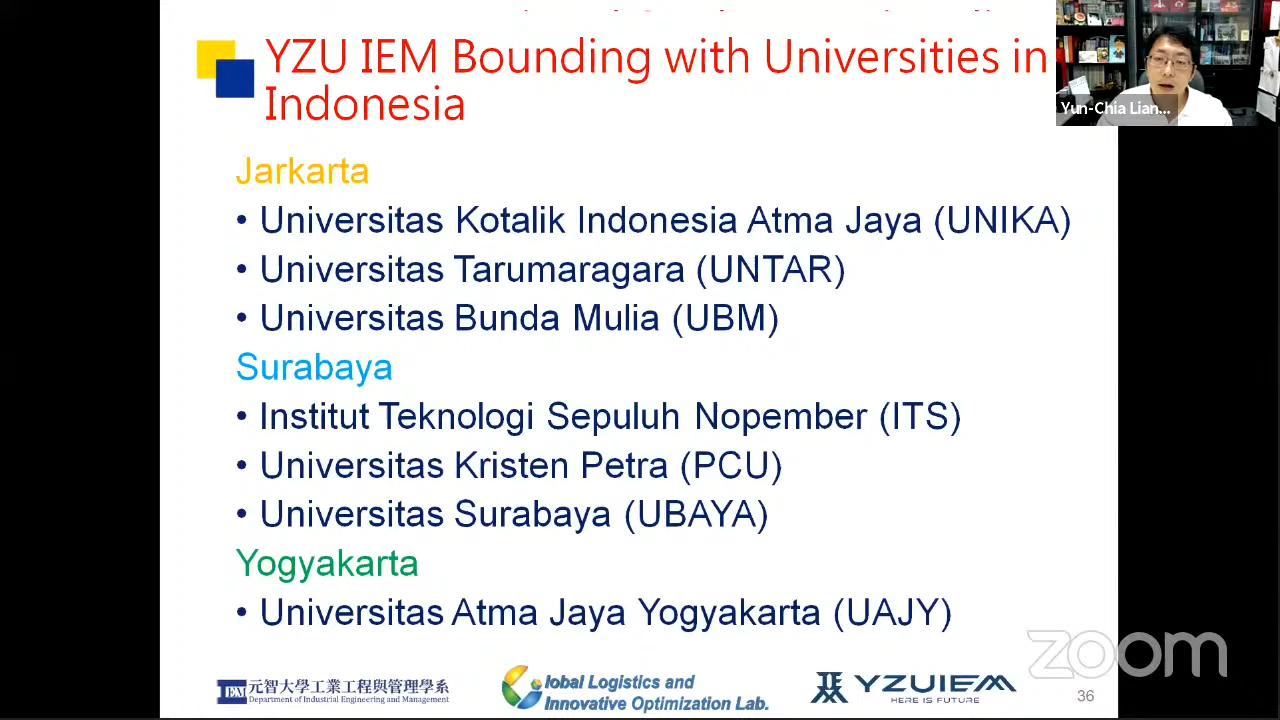 YZU IEM Bounding with Universities in
Indonesia
Yun-Chia Lian...
Jarkarta
• Universitas Kotalik Indonesia Atma Jaya (UNIKA)
• Universitas Tarumaragara (UNTAR)
• Universitas Bunda Mulia (UBM)
Surabaya
• Institut Teknologi Sepuluh Nopember (ITS)
• Universitas Kristen Petra (PCU)
• Universitas Surabaya (UBAYA)
Yogyakarta
• Universitas Atma Jaya Yogyakarta (UAJY)
zoom
IEM 元智大學工業工程與管理學系
Department of Industrial Engineering and Management
Global Logistics and
Innovative Optimization Lab.
YZUIEM
HERE IS FUTURE
36